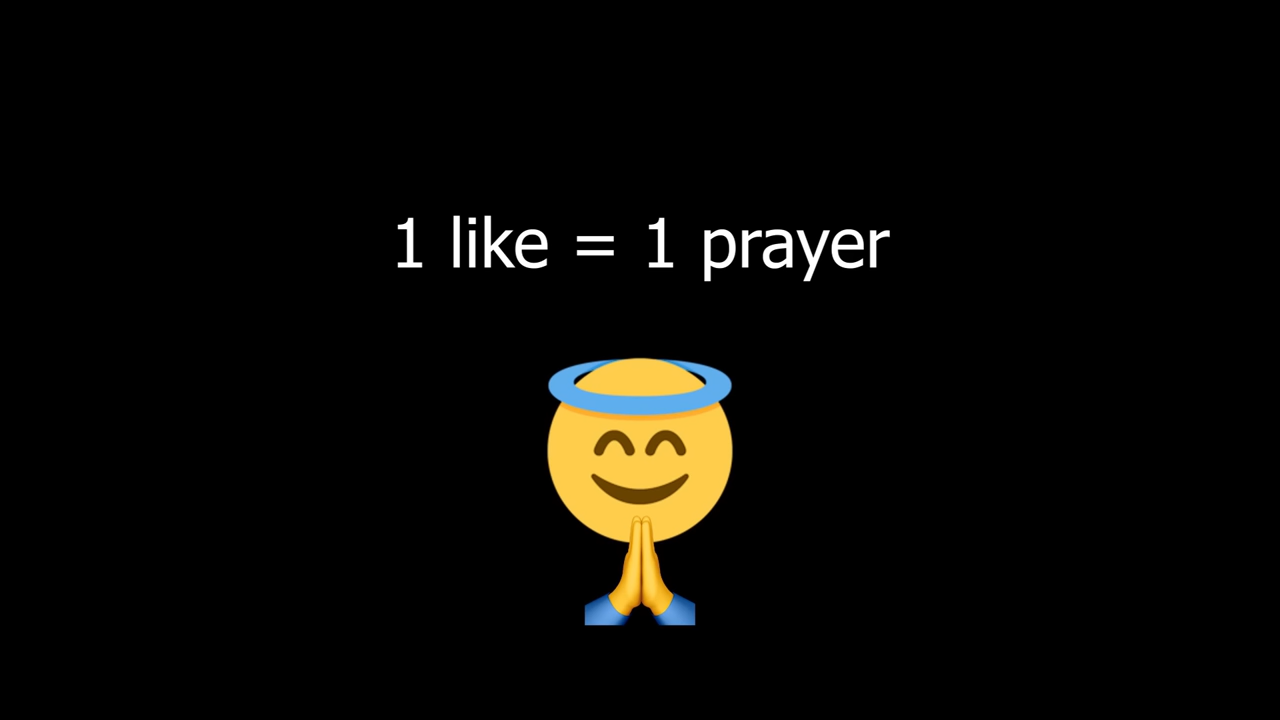 1 like = 1 prayer